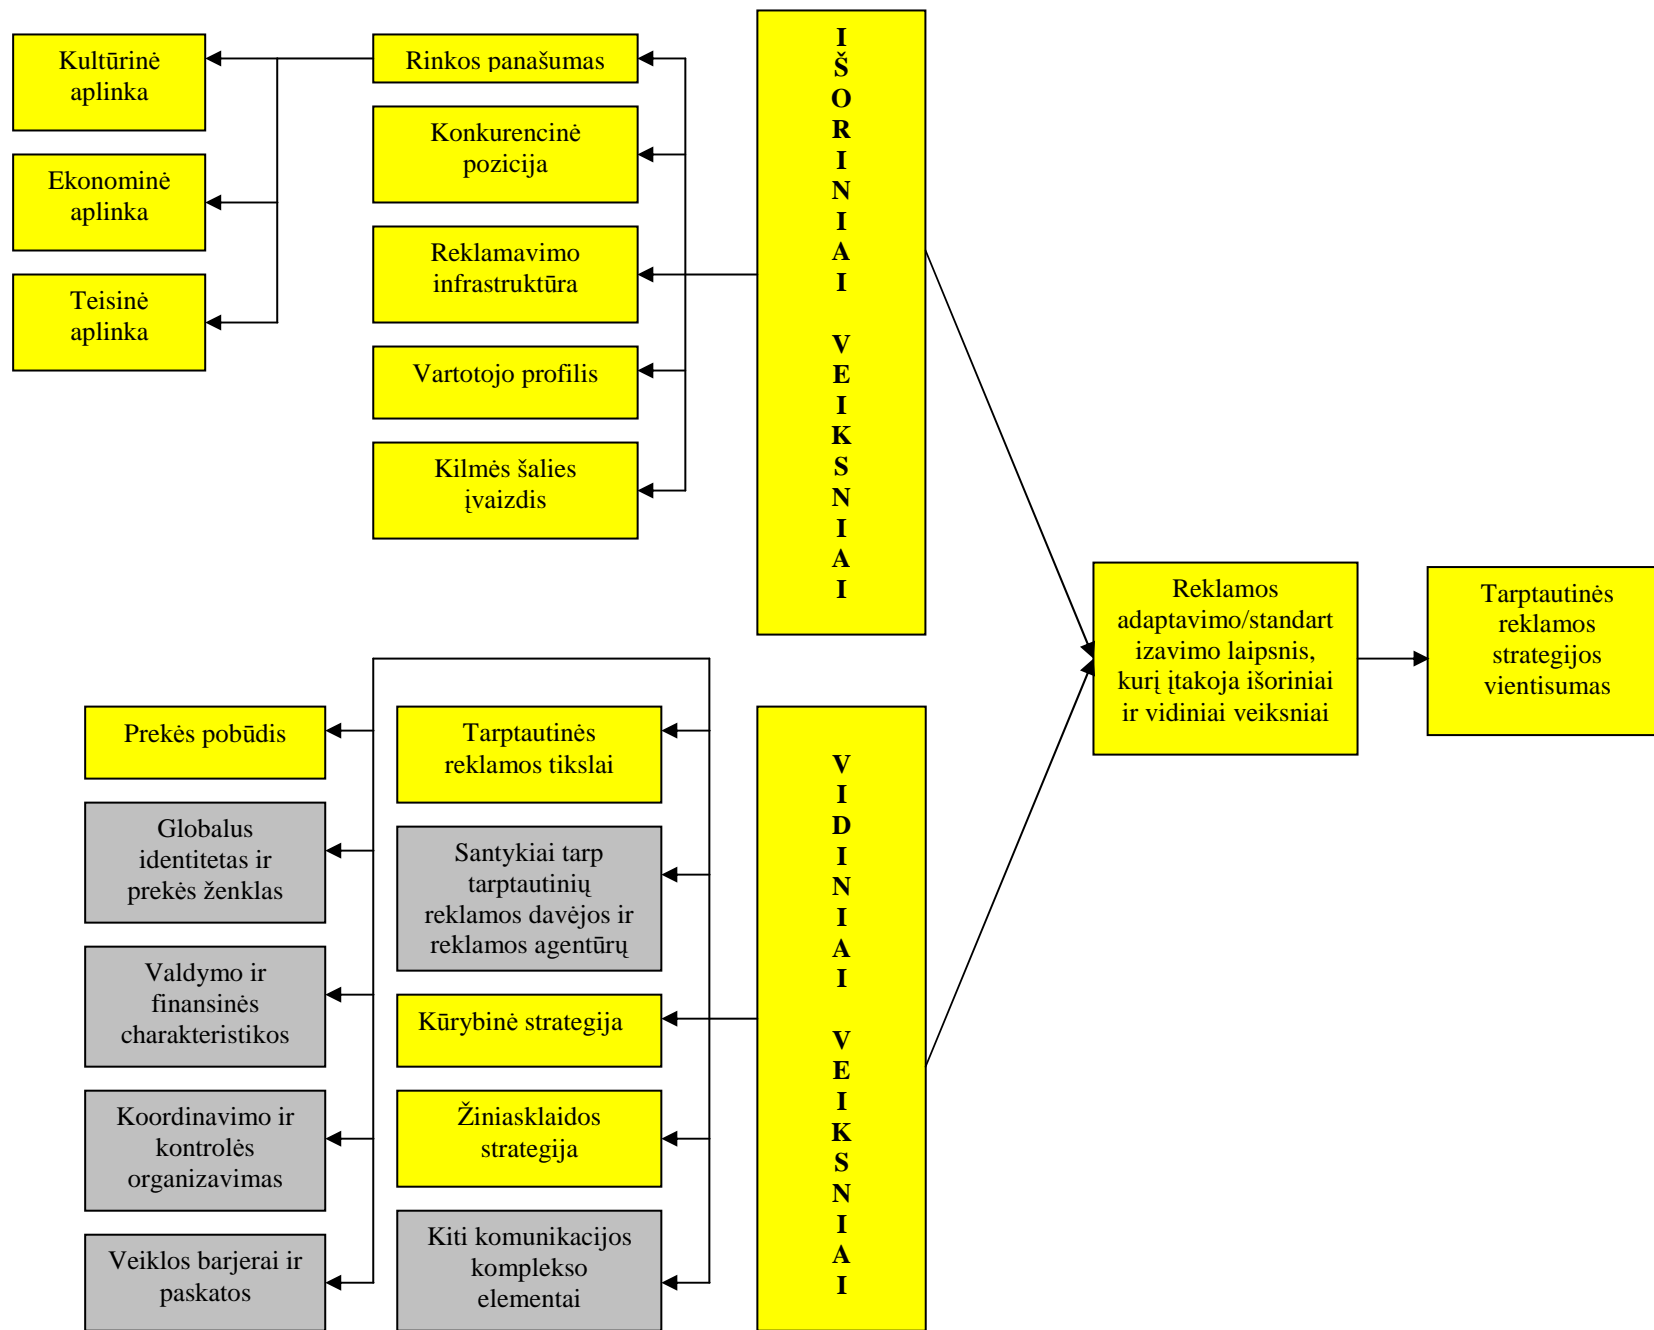 Kultūrinė
aplinka
Ekonominė
aplinka
Teisinė
aplinka
Rinkos panašumas
Konkurencinė
pozicija
Reklamavimo
infrastruktūra
Vartotojo profilis
Kilmės šalies
įvaizdis
I
Š
O
R
I
N
I
A
I
V
E
I
K
S
N
I
A
I
Reklamos
adaptavimo/standart
izavimo laipsnis,
kurį įtakoja išoriniai
ir vidiniai veiksniai
Tarptautinės
reklamos
strategijos
vientisumas
Prekės pobūdis
Globalus
identitetas ir
prekės ženklas
Valdymo ir
finansinės
charakteristikos
Koordinavimo ir
kontrolės
organizavimas
Veiklos barjerai ir
paskatos
Tarptautinės
reklamos tikslai
Santykiai tarp
tarptautinių
reklamos davėjos ir
reklamos agentūrų
Kūrybinė strategija
Žiniasklaidos
strategija
Kiti komunikacijos
komplekso
elementai
V
I
D
I
N
I
A
I
V
E
I
K
S
N
I
A
I